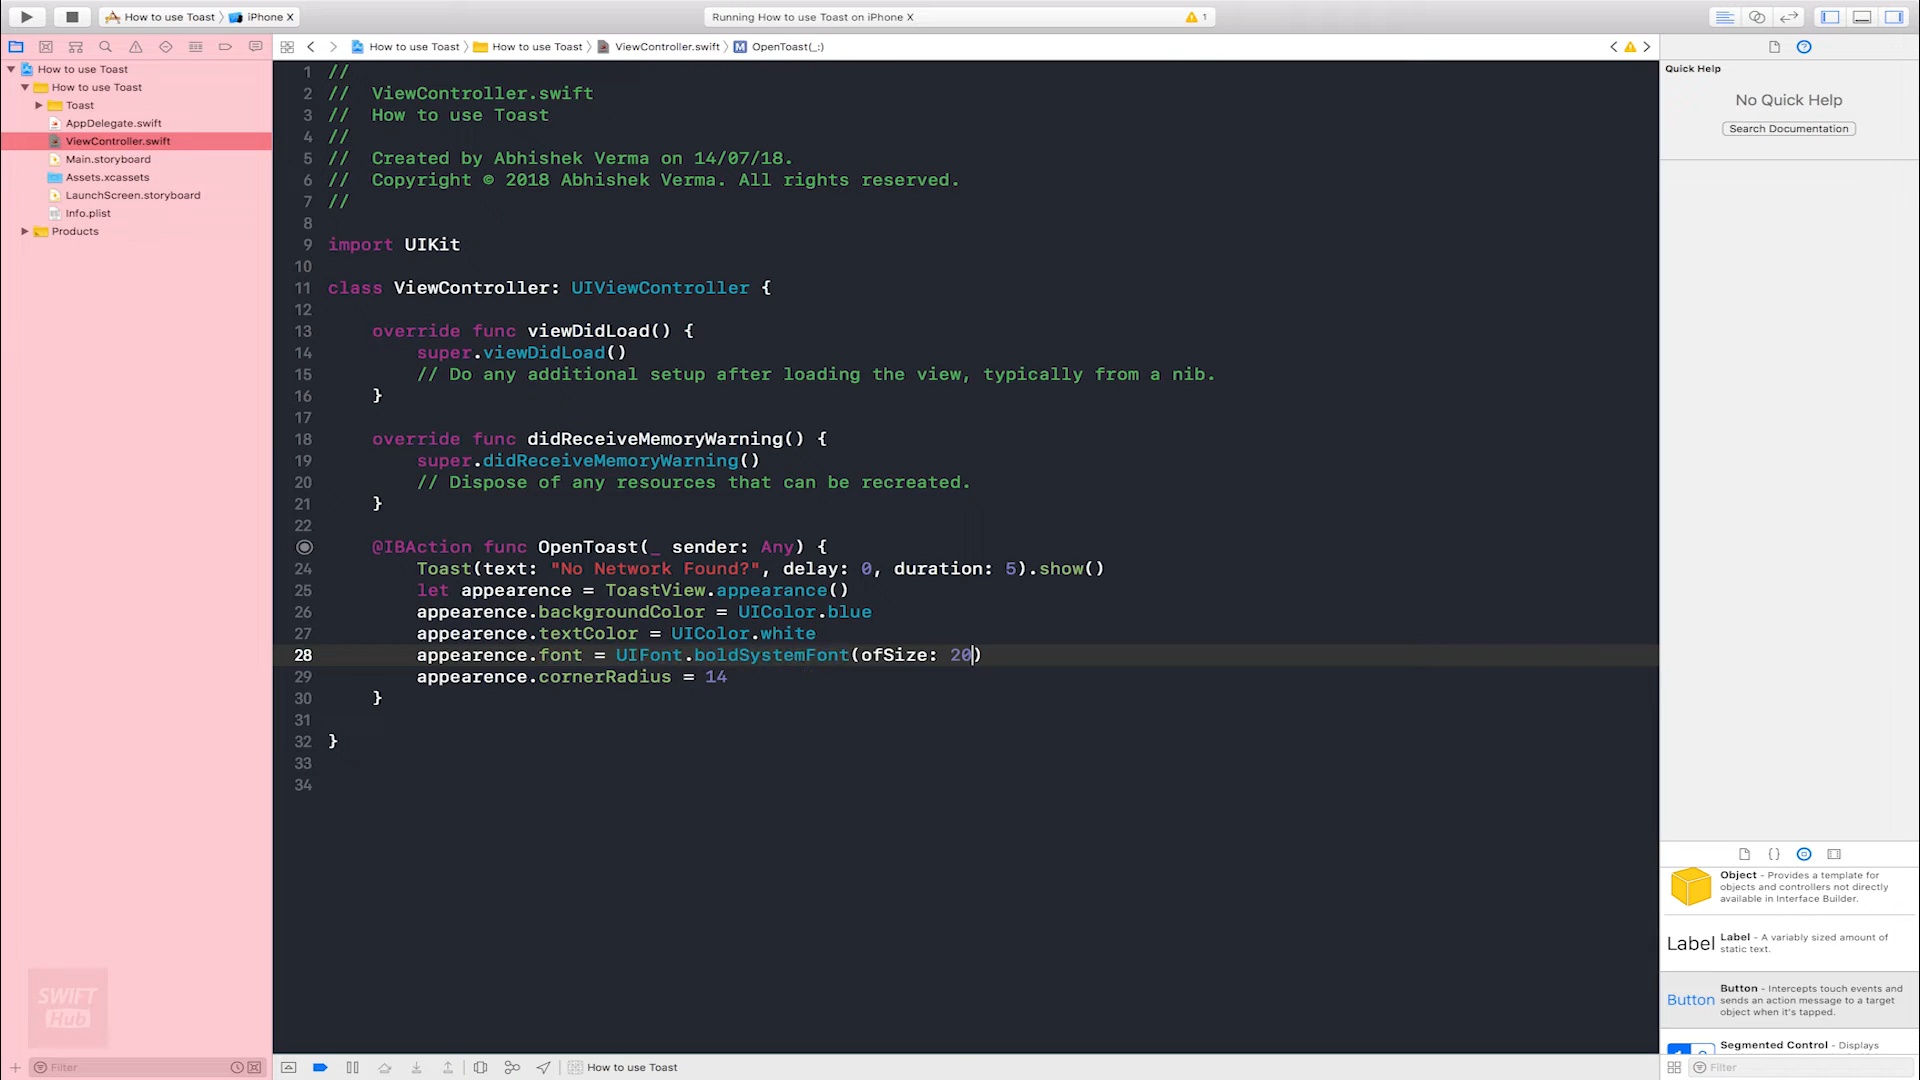 How to use Toast › iPhone X
Running How to use Toast on iPhone X
1
How to use Toast
How to use Toast
Toast
AppDelegate.swift
ViewController.swift
Main.storyboard
Assets.xcassets
LaunchScreen.storyboard
Info.plist
Products
SWIFT
Hub
Filter
How to use Toast › How to use Toast › ViewController.swift › M OpenToast(_:)
1 //
2 //  ViewController.swift
3 //  How to use Toast
4 //
5 //  Created by Abhishek Verma on 14/07/18.
6 //  Copyright © 2018 Abhishek Verma. All rights reserved.
7 //
8
9 import UIKit
10
11 class ViewController: UIViewController {
12
13     override func viewDidLoad() {
14         super.viewDidLoad()
15         // Do any additional setup after loading the view, typically from a nib.
16     }
17
18     override func didReceiveMemoryWarning() {
19         super.didReceiveMemoryWarning()
20         // Dispose of any resources that can be recreated.
21     }
22
@IBAction func OpenToast(_ sender: Any) {
24         Toast(text: "No Network Found?", delay: 0, duration: 5).show()
25         let appearence = ToastView.appearance()
26         appearence.backgroundColor = UIColor.blue
27         appearence.textColor = UIColor.white
28         appearence.font = UIFont.boldSystemFont(ofSize: 20)
29         appearence.cornerRadius = 14
30     }
31
32 }
33
34
How to use Toast
Quick Help
No Quick Help
Search Documentation
{ }
Object - Provides a template for
objects and controllers not directly
available in Interface Builder.
Label
Label - A variably sized amount of
static text.
Button
Button - Intercepts touch events and
sends an action message to a target
object when it's tapped.
Segmented Control - Displays
Filter